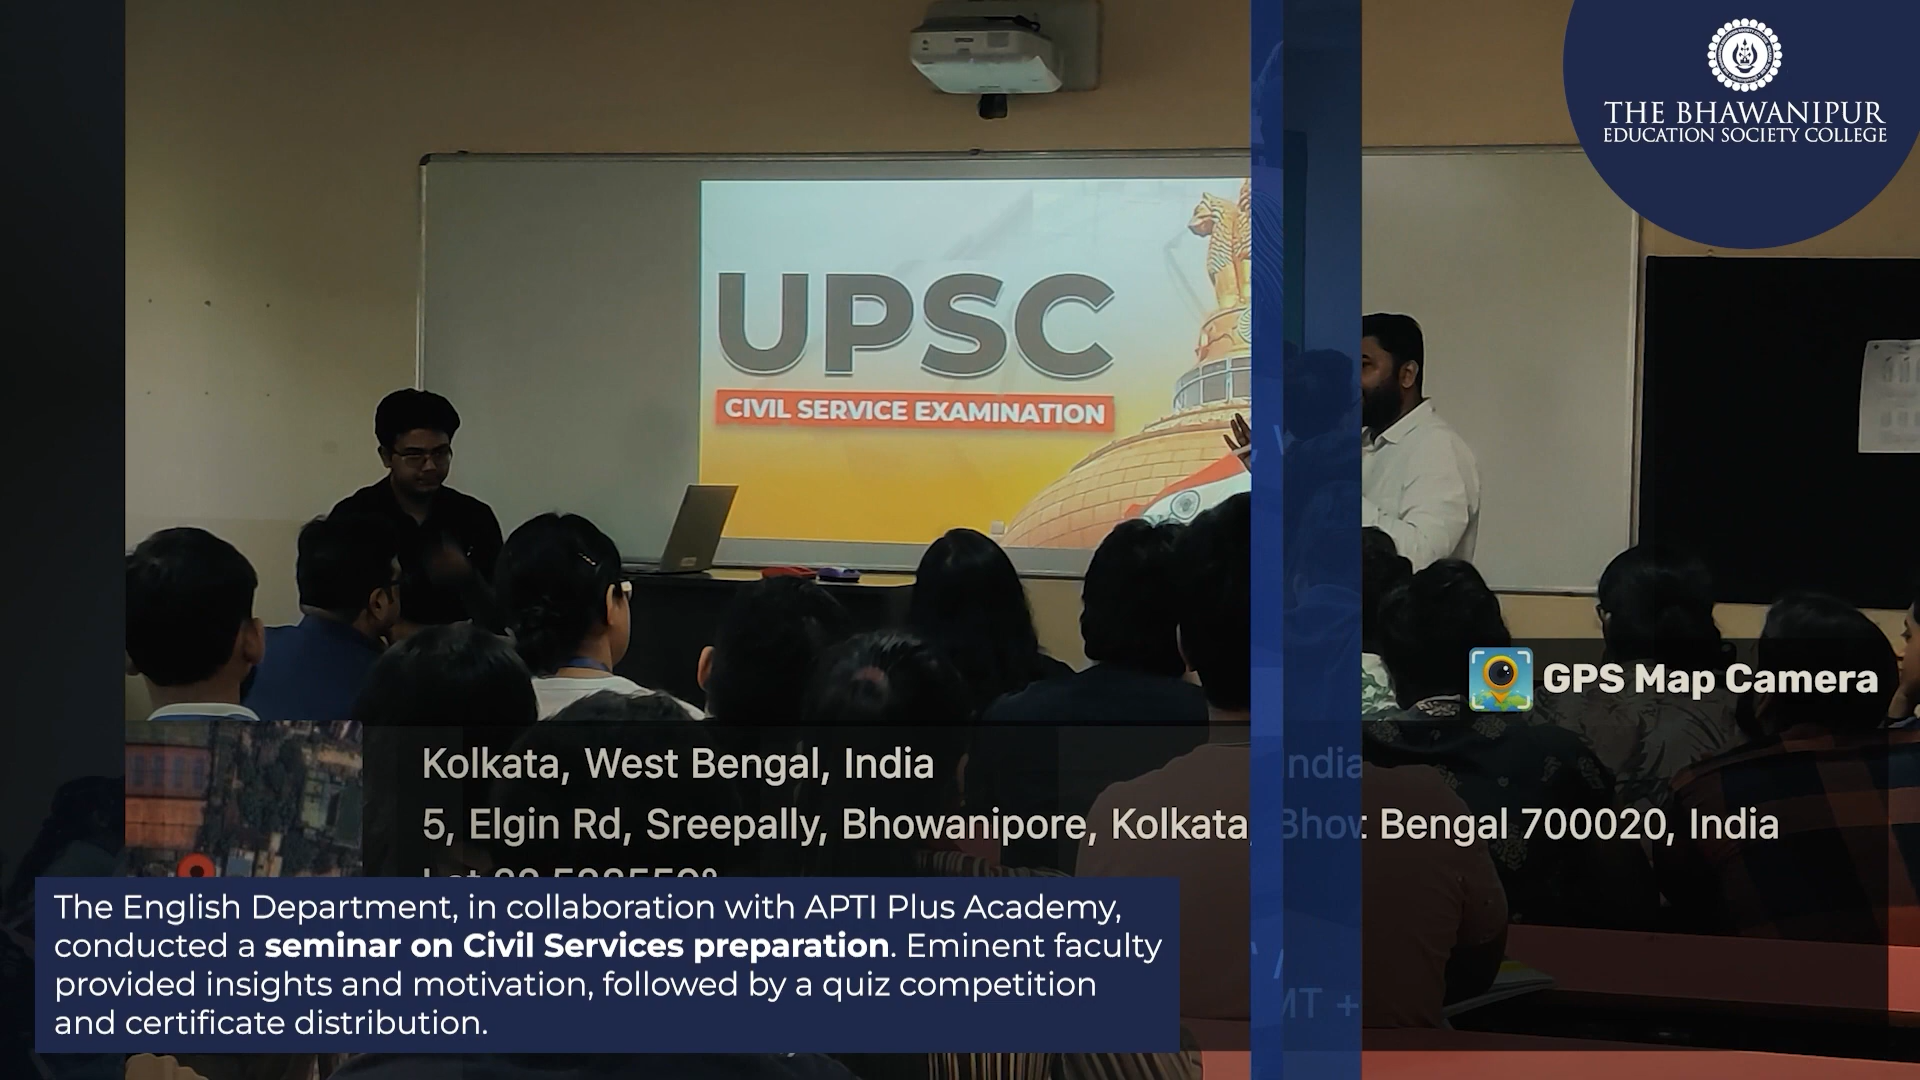 THE BHAWANIPUR
EDUCATION SOCIETY COLLEGE
UPSC
CIVIL SERVICE EXAMINATION
GPS Map Camera
Kolkata, West Bengal, India
5, Elgin Rd, Sreepally, Bhowanipore, Kolkata, Bengal 700020, India
The English Department, in collaboration with APTI Plus Academy,
conducted a seminar on Civil Services preparation. Eminent faculty
provided insights and motivation, followed by a quiz competition
and certificate distribution.